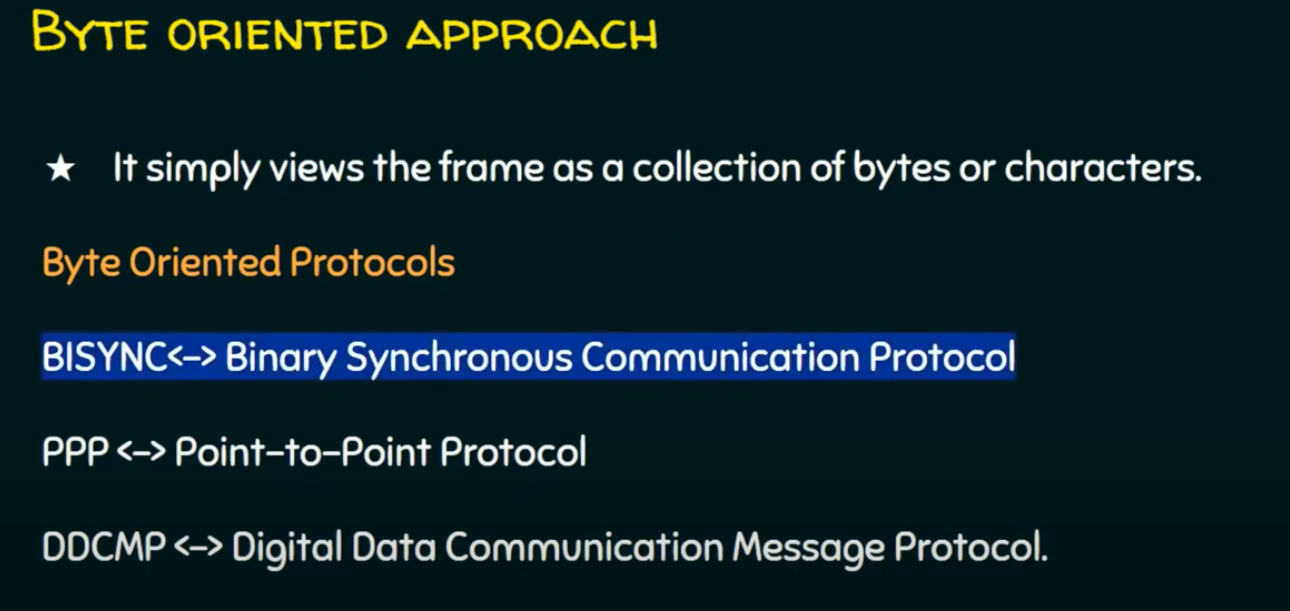 BYTE ORIENTED APPROACH
★ It simply views the frame as a collection of bytes or characters.
Byte Oriented Protocols
BISYNC<-> Binary Synchronous Communication Protocol
PPP <-> Point-to-Point Protocol
DDCMP <-> Digital Data Communication Message Protocol.